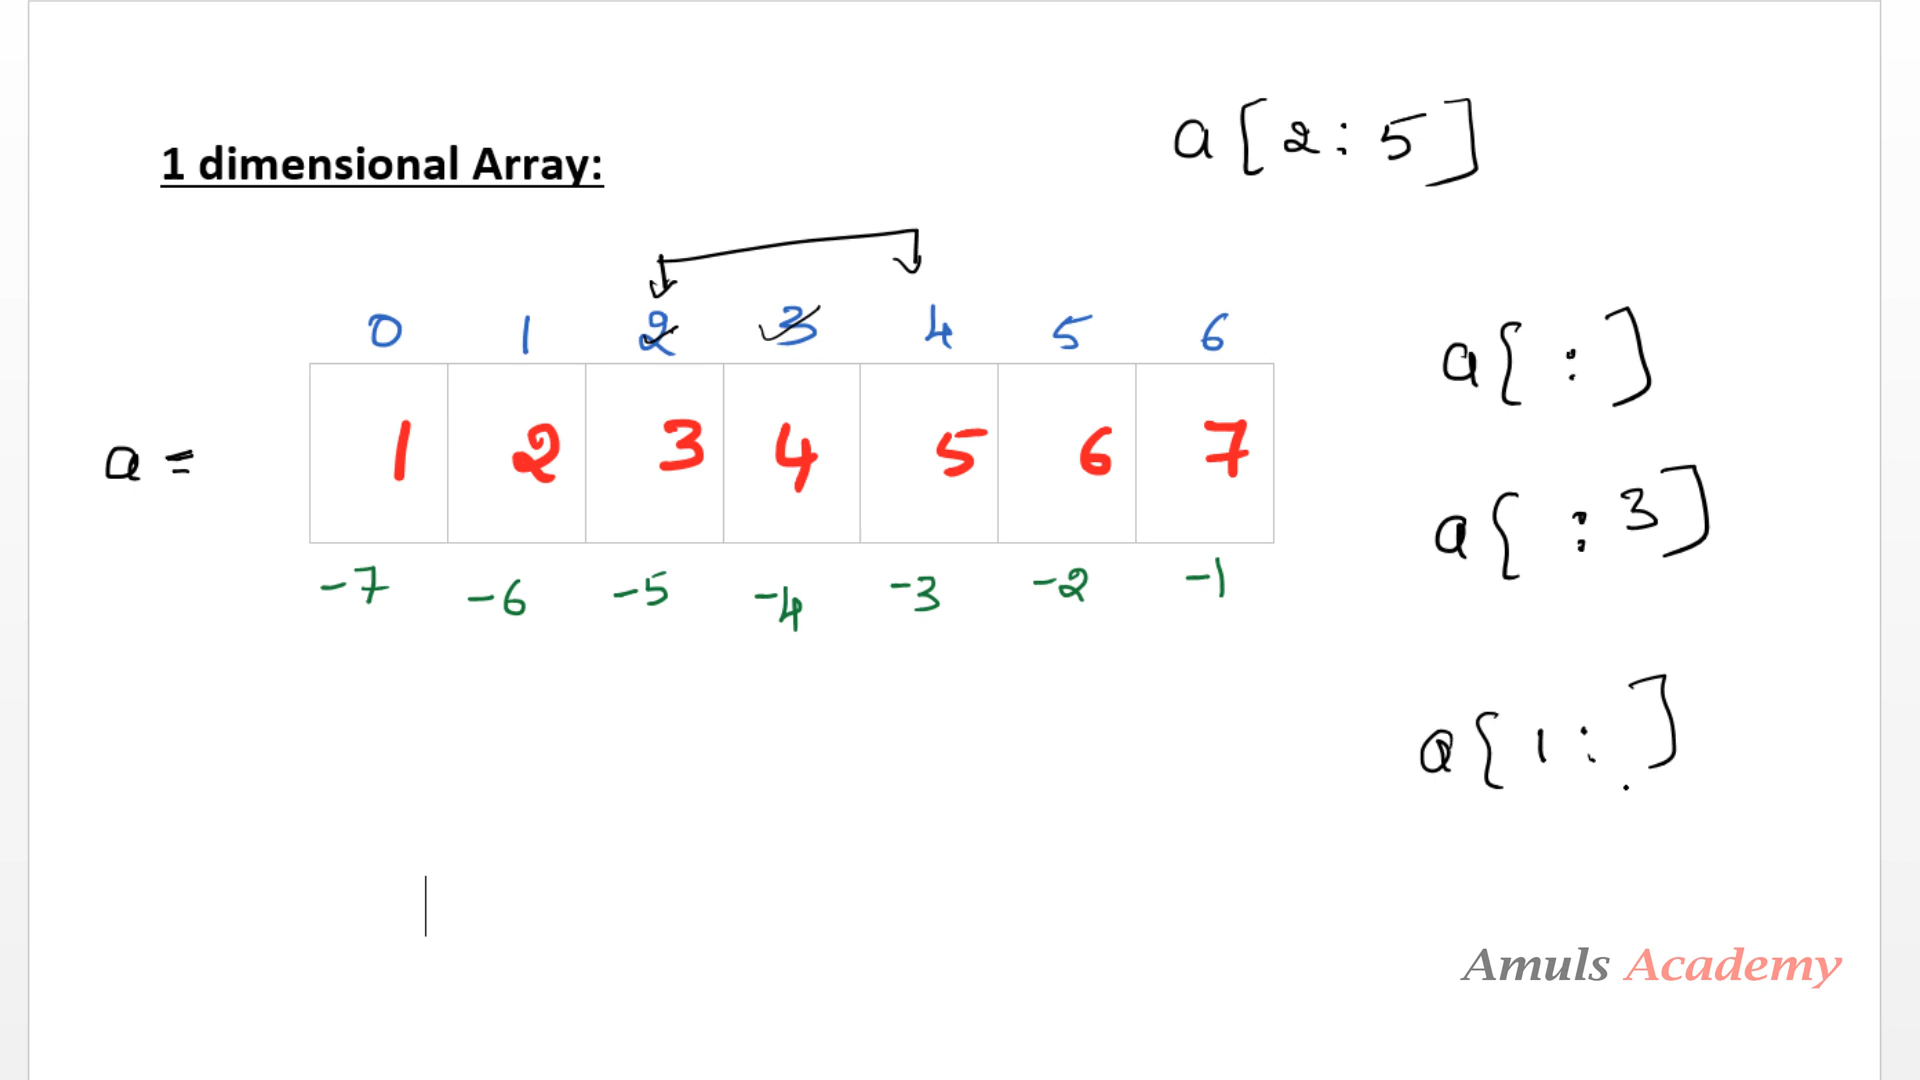 a[2:5]
1 dimensional Array:
0 1 2 3 4 5 6
a[:]
a = 1 2 3 4 5 6 7
a[:3]
-7 -6 -5 -4 -3 -2 -1
a[1:]
Amuls Academy